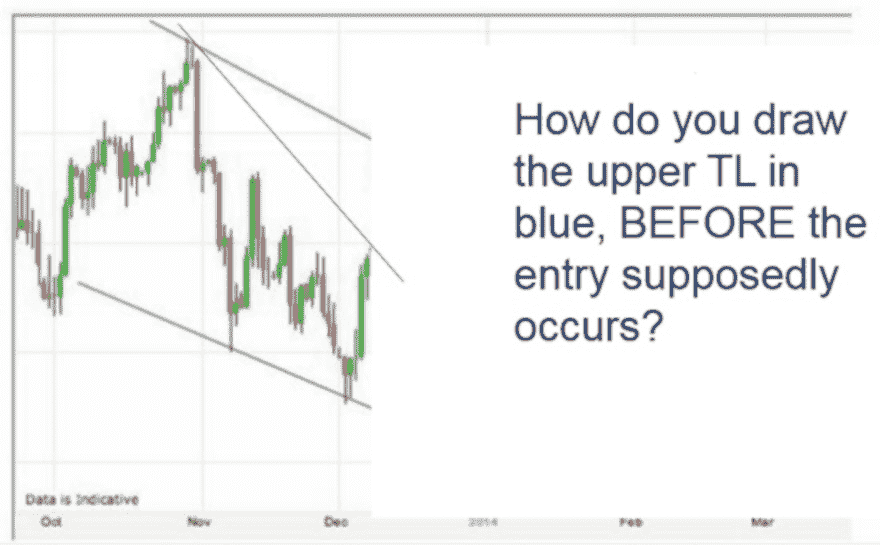 How do you draw
the upper TL in
blue, BEFORE the
entry supposedly
occurs?
Data is Indicative
Oct Nov Dec 2014 Feb Mar